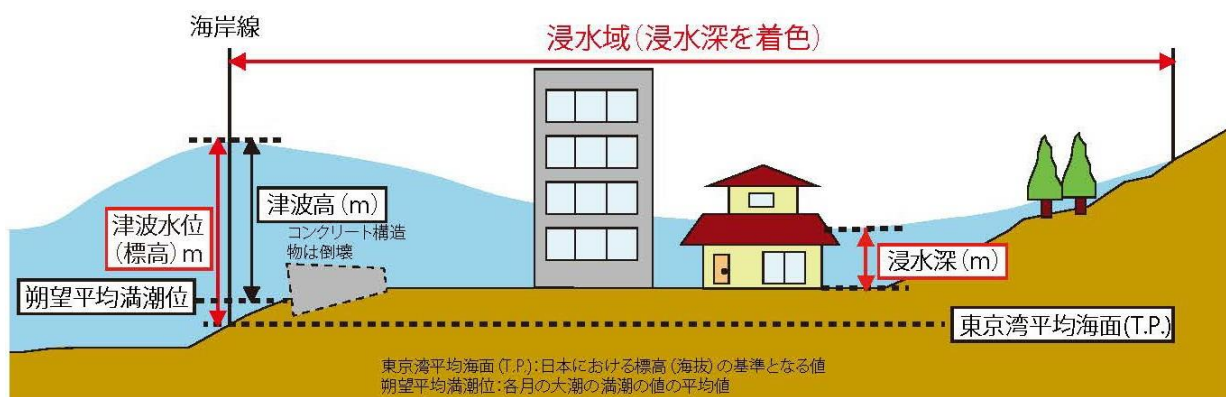 海岸線
浸水域（浸水深を着色）
津波高（m）
津波水位
（標高）m
コンクリート構造
物は倒壊
浸水深（m）
朔望平均満潮位
東京湾平均海面(T.P.)
東京湾平均海面（T.P.）：日本における標高（海抜）の基準となる値
朔望平均満潮位：各月の大潮の満潮の値の平均値